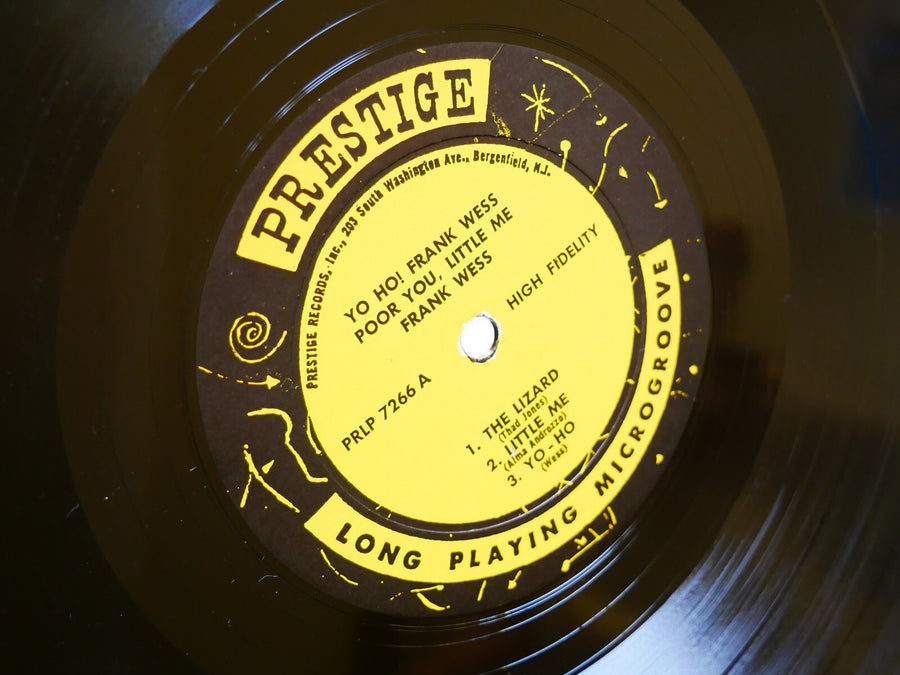 PRESTIGE
PRESTIGE RECORDS, Inc., 203 South Washington Ave., Bergenfield, N.J.
YO HO! FRANK WESS
POOR YOU, LITTLE ME
FRANK WESS
HIGH FIDELITY
PRLP 7266 A
1. THE LIZARD
(Thad Jones)
2. LITTLE ME
(Alma Androzzo)
3. YO - HO
(Wess)
LONG PLAYING MICROGROOVE